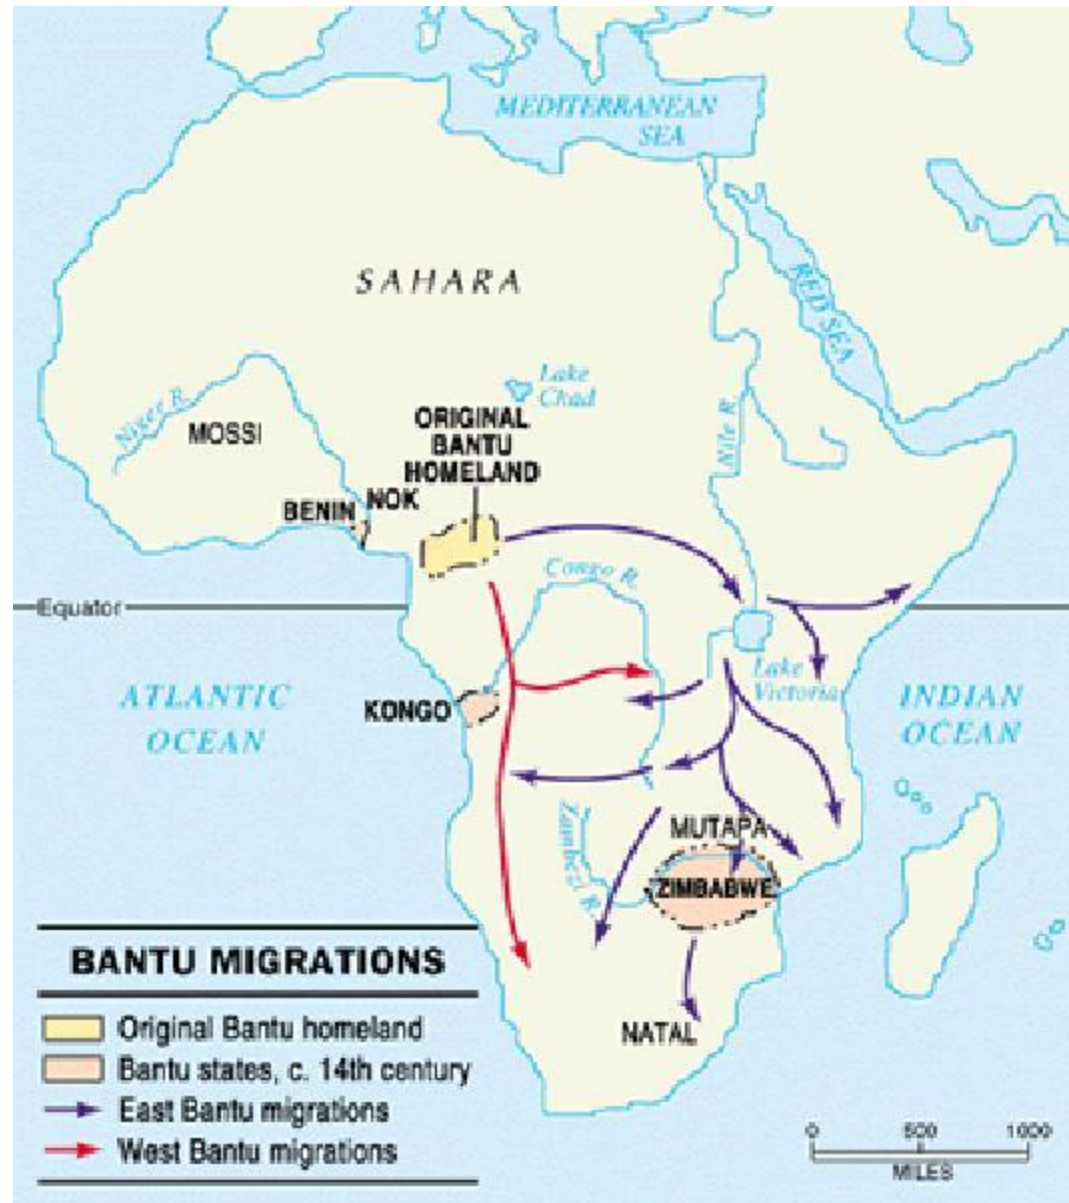 MEDITERRANEAN
SEA
SAHARA
RED SEA
Lake
Chad
Niger R.
MOSSI
ORIGINAL
BANTU
HOMELAND
Nile R.
NOK
BENIN
Congo R.
Equator
Lake
Victoria
ATLANTIC
OCEAN
KONGO
INDIAN
OCEAN
Zambezi R.
MUTAPA
ZIMBABWE
NATAL
BANTU MIGRATIONS
Original Bantu homeland
Bantu states, c. 14th century
East Bantu migrations
West Bantu migrations
0 500 1000
MILES